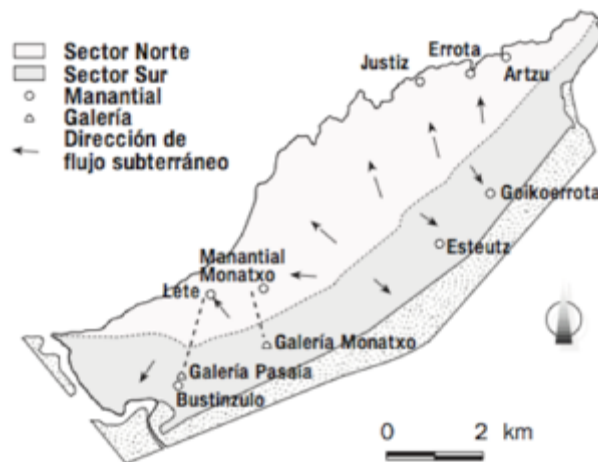 Sector Norte
Sector Sur
Manantial
Galería
Dirección de
flujo subterráneo
Justiz
Errota
Artzu
Goikoerrota
Esteutz
Manantial
Monatxo
Lete
Galería Monatxo
Galería Pasaia
Bustinzulo
0 2 km